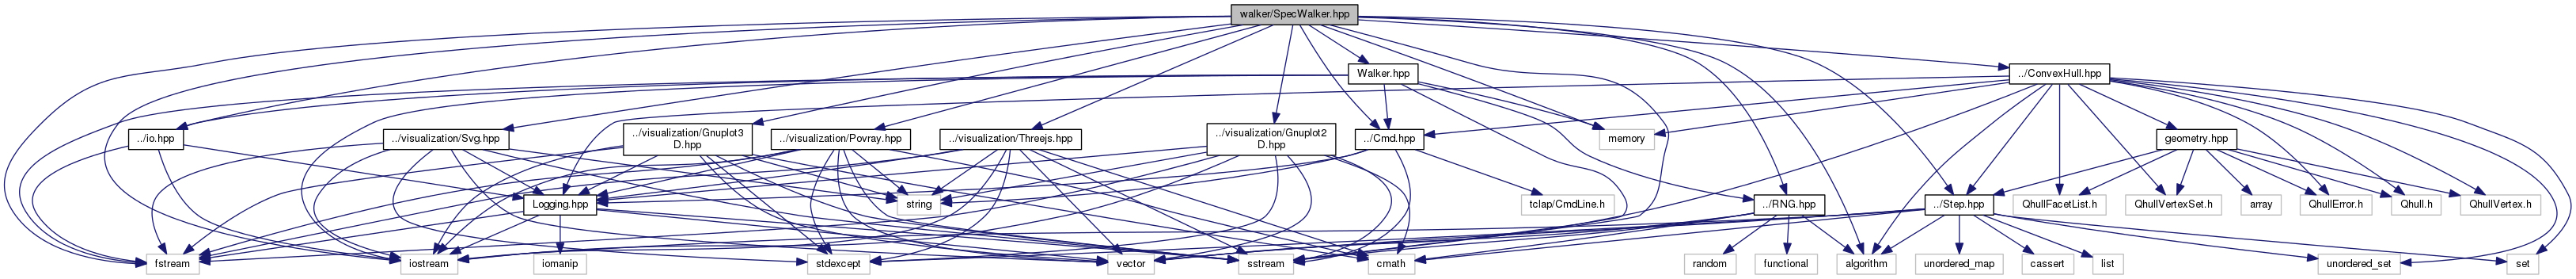 walker/SpecWalker.hpp
Walker.hpp
../ConvexHull.hpp
../io.hpp
../visualization/Svg.hpp
../visualization/Gnuplot3
D.hpp
../visualization/Povray.hpp
../visualization/Threejs.hpp
../visualization/Gnuplot2
D.hpp
../Cmd.hpp
memory
geometry.hpp
Logging.hpp
string
tclap/CmdLine.h
../RNG.hpp
../Step.hpp
QhullFacetList.h
QhullVertexSet.h
array
QhullError.h
Qhull.h
QhullVertex.h
fstream
iostream
iomanip
stdexcept
vector
sstream
cmath
random
functional
algorithm
unordered_map
cassert
list
unordered_set
set